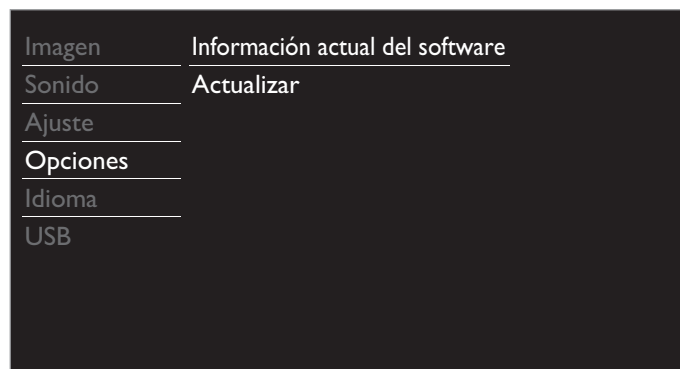 Imagen
Sonido
Ajuste
Opciones
Idioma
USB
Información actual del software
Actualizar